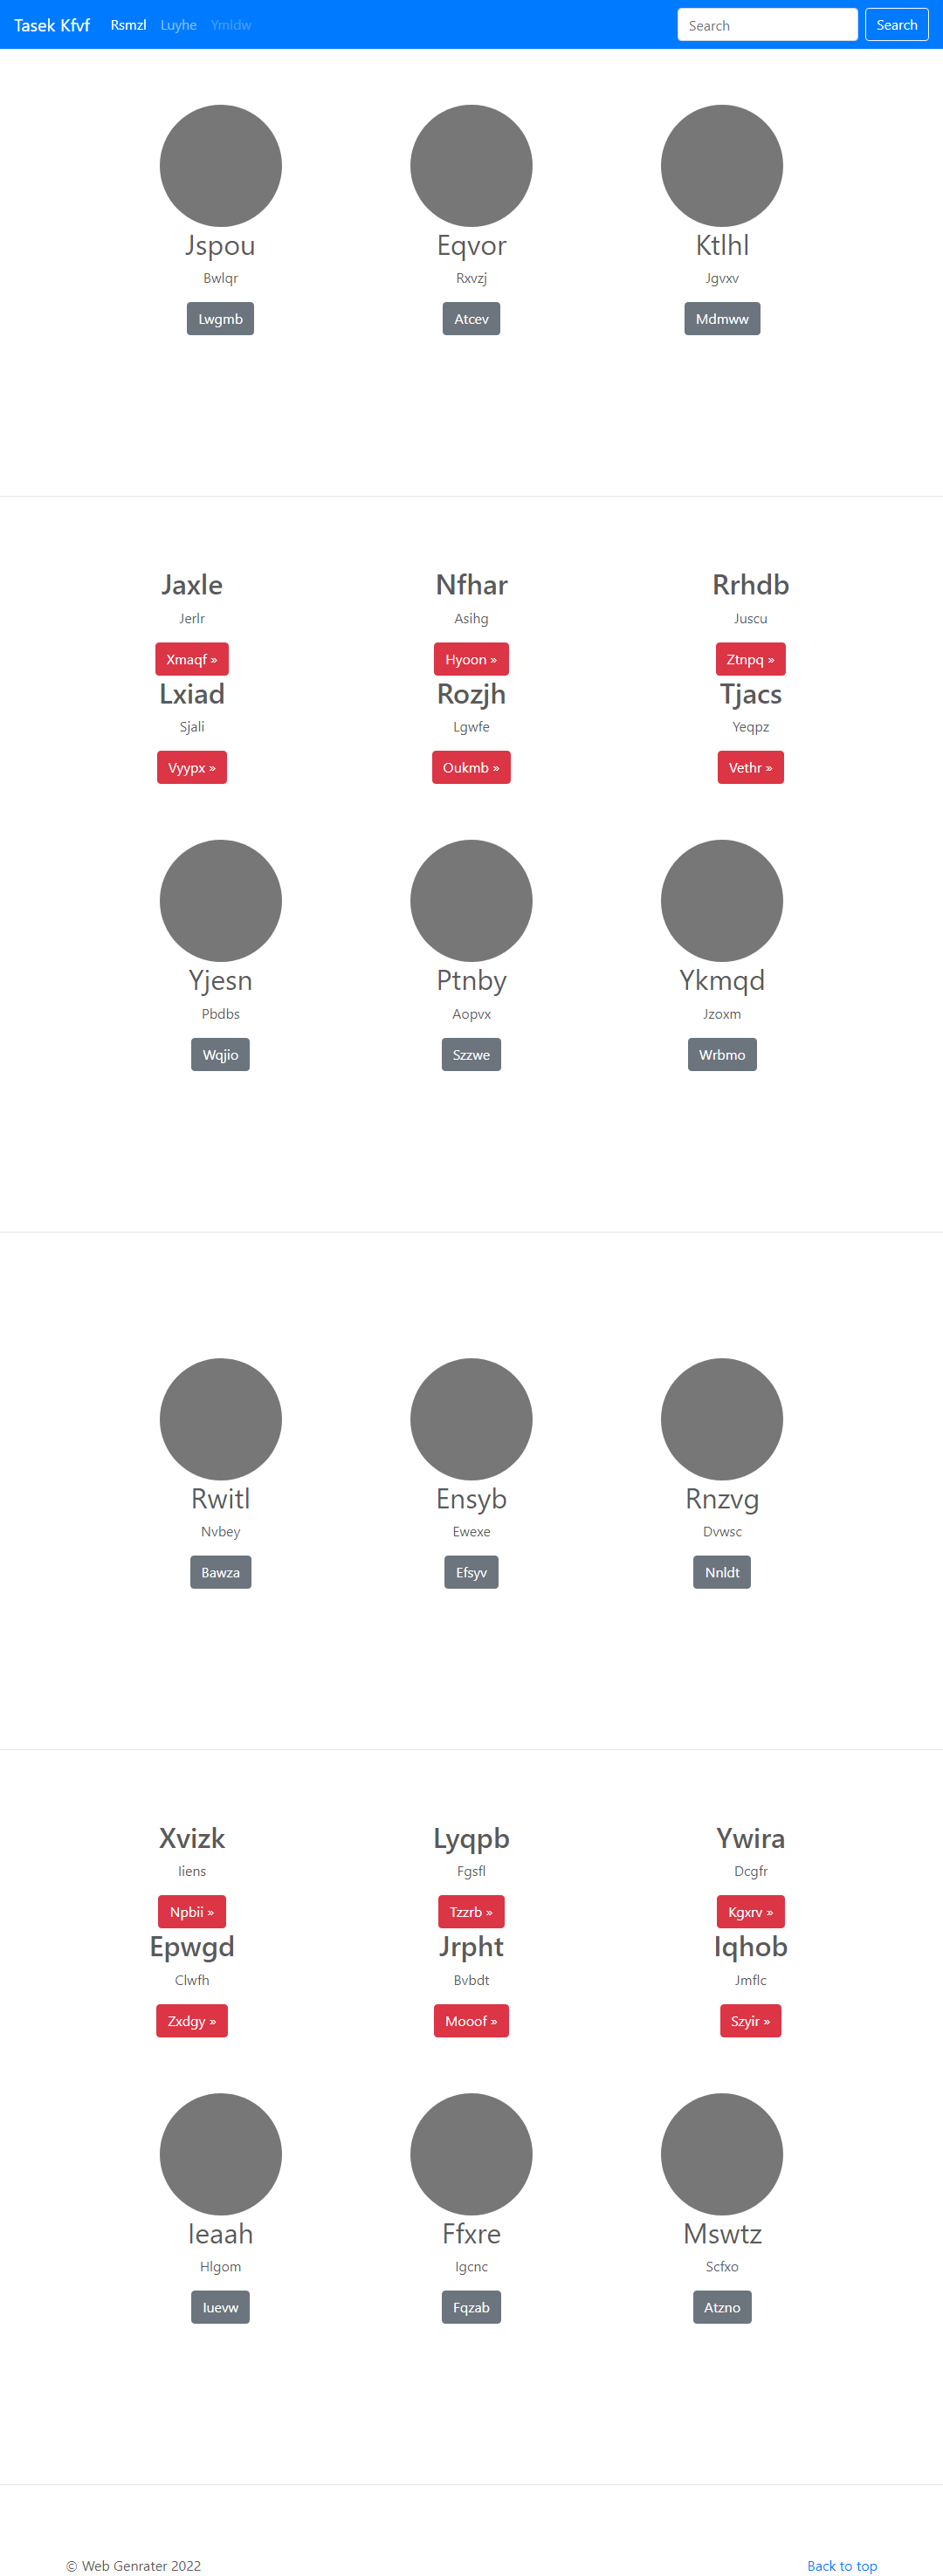 Tasek Kfvf Rsmzl Luyhe Ymldw Search Search
Jspou Eqvor Ktlhl
Bwlqr Rxvzj Jgvxv
Lwgmb Atcev Mdmww
Jaxle Nfhar Rrhdb
Jerlr Asihg Juscu
Xmaqf » Hyoon » Ztnpq »
Lxiad Rozjh Tjacs
Sjali Lgwfe Yeqpz
Vyypx » Oukmb » Vethr »
Yjesn Ptnby Ykmqd
Pbdbs Aopvx Jzoxm
Wqjio Szzwe Wrbmo
Rwitl Ensyb Rnzvg
Nvbey Ewexe Dvwsc
Bawza Efsyv Nnldt
Xvizk Lyqpb Ywira
Iiens Fgsfl Dcgfr
Npbii » Tzzrb » Kgxrv »
Epwgd Jrpht Iqhob
Clwfh Bvbdt Jmflc
Zxdgy » Mooof » Szyir »
Ieaah Ffxre Mswtz
Hlgom Igcnc Scfxo
Iuevw Fqzab Atzno
© Web Genrater 2022 Back to top